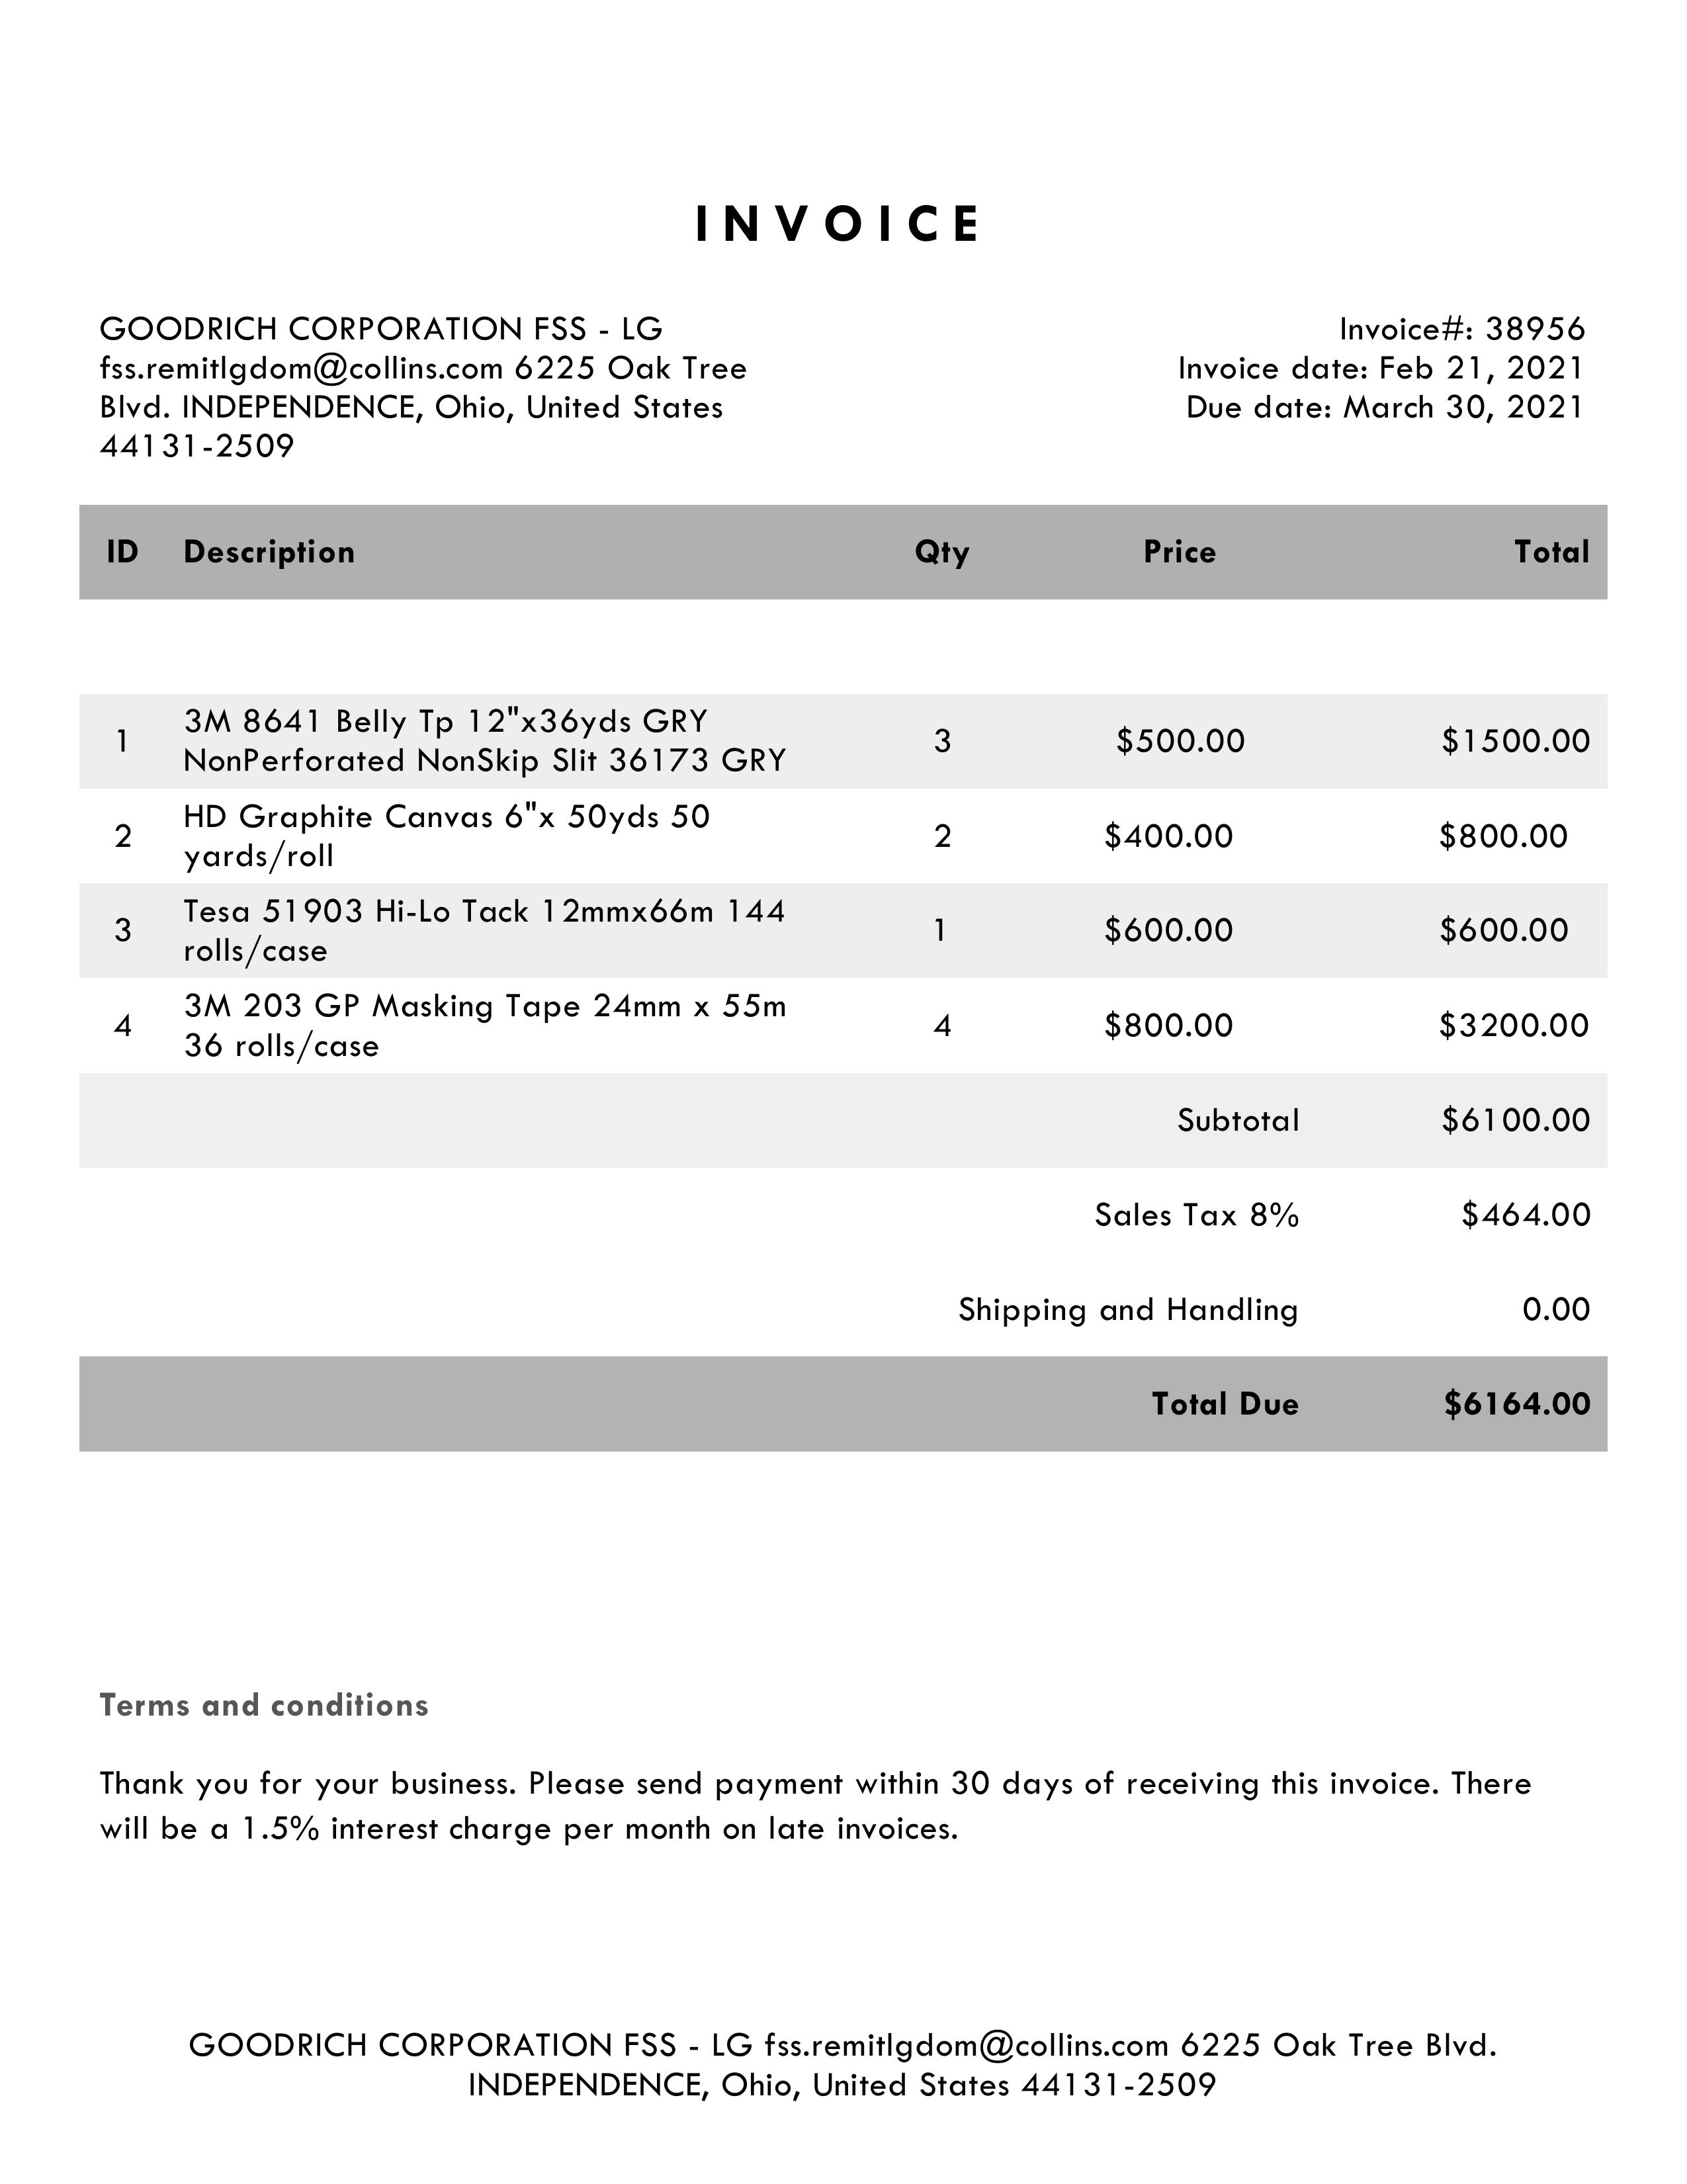 INVOICE
GOODRICH CORPORATION FSS - LG
fss.remitlgdom@collins.com 6225 Oak Tree
Blvd. INDEPENDENCE, Ohio, United States
44131-2509
Invoice#: 38956
Invoice date: Feb 21, 2021
Due date: March 30, 2021
ID Description Qty Price Total
1 3M 8641 Belly Tp 12"x36yds GRY
NonPerforated NonSkip Slit 36173 GRY 3 $500.00 $1500.00
2 HD Graphite Canvas 6"x 50yds 50
yards/roll 2 $400.00 $800.00
3 Tesa 51903 Hi-Lo Tack 12mmx66m 144
rolls/case 1 $600.00 $600.00
4 3M 203 GP Masking Tape 24mm x 55m
36 rolls/case 4 $800.00 $3200.00
Subtotal $6100.00
Sales Tax 8% $464.00
Shipping and Handling 0.00
Total Due $6164.00
Terms and conditions
Thank you for your business. Please send payment within 30 days of receiving this invoice. There
will be a 1.5% interest charge per month on late invoices.
GOODRICH CORPORATION FSS - LG fss.remitlgdom@collins.com 6225 Oak Tree Blvd.
INDEPENDENCE, Ohio, United States 44131-2509